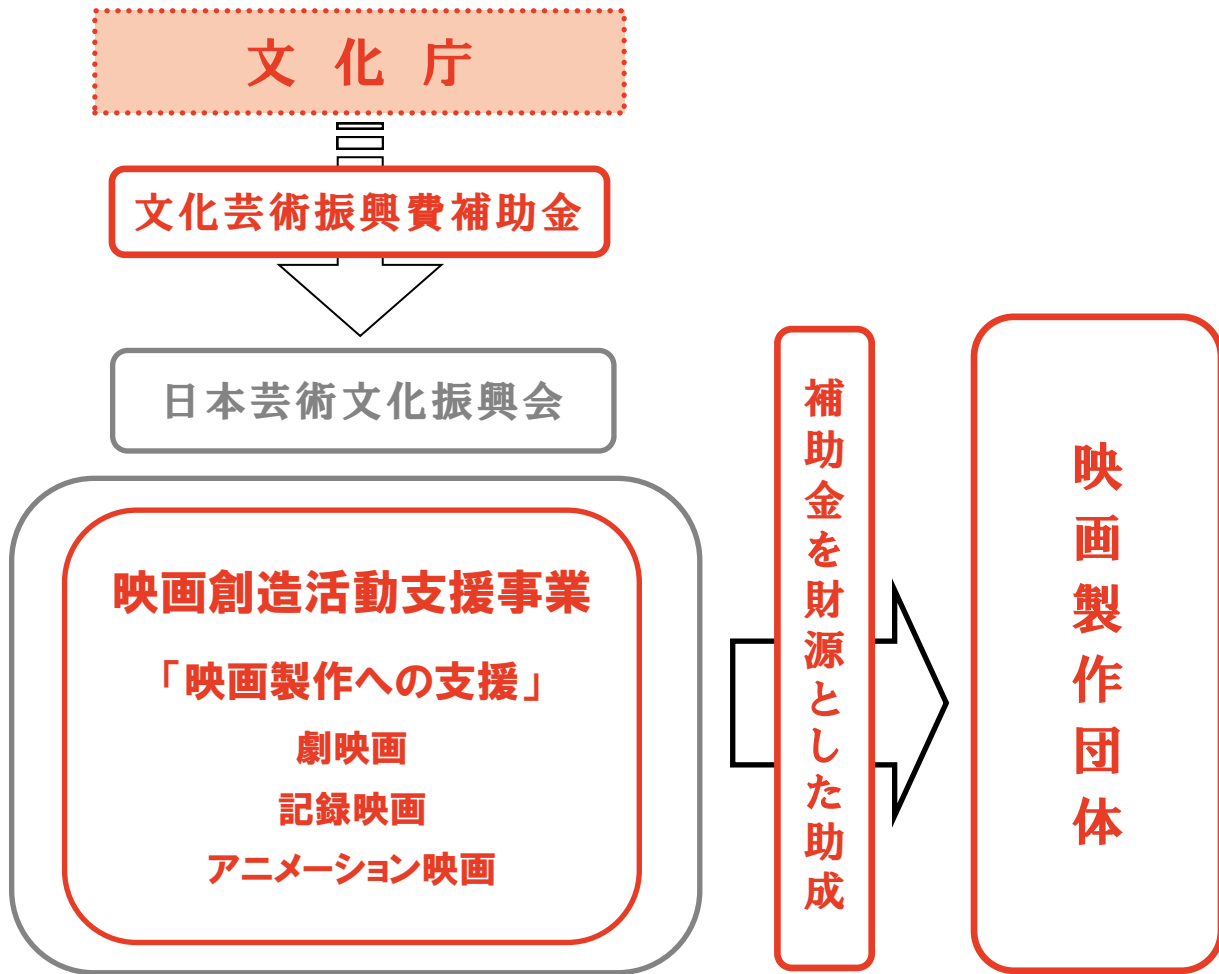 文化庁
文化芸術振興費補助金
日本芸術文化振興会
映画創造活動支援事業
「映画製作への支援」
劇映画
記録映画
アニメーション映画
補助金を財源とした助成
映画製作団体